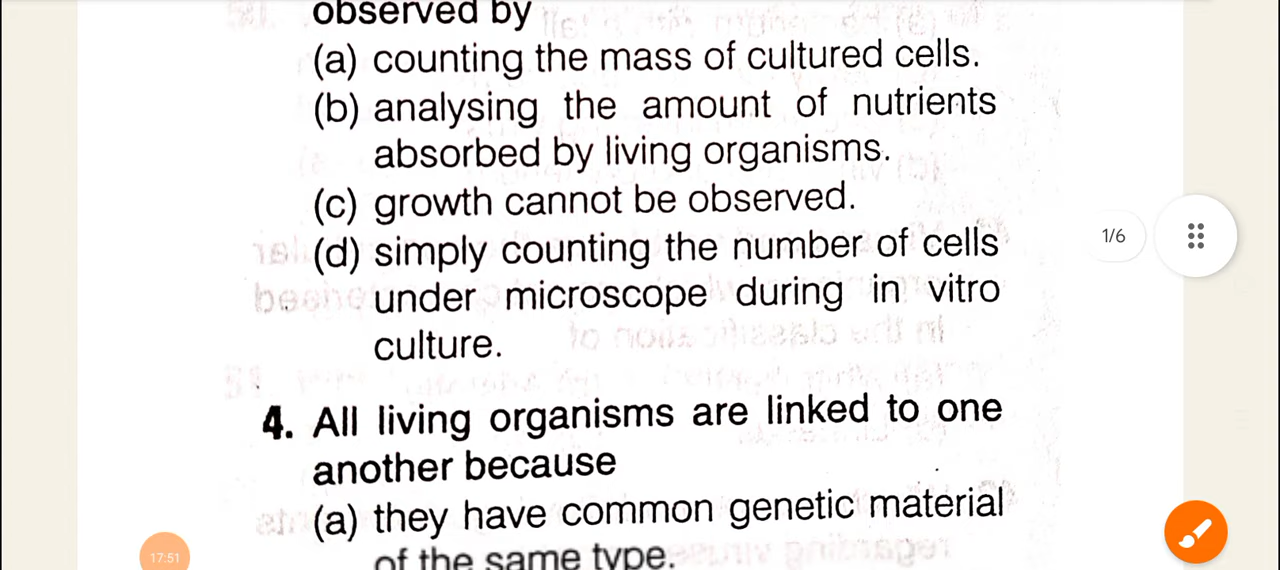 observed by
(a) counting the mass of cultured cells.
(b) analysing the amount of nutrients
absorbed by living organisms.
(c) growth cannot be observed.
(d) simply counting the number of cells
under microscope during in vitro
culture.
4. All living organisms are linked to one
another because
(a) they have common genetic material
of the same type.
1/6
17:51